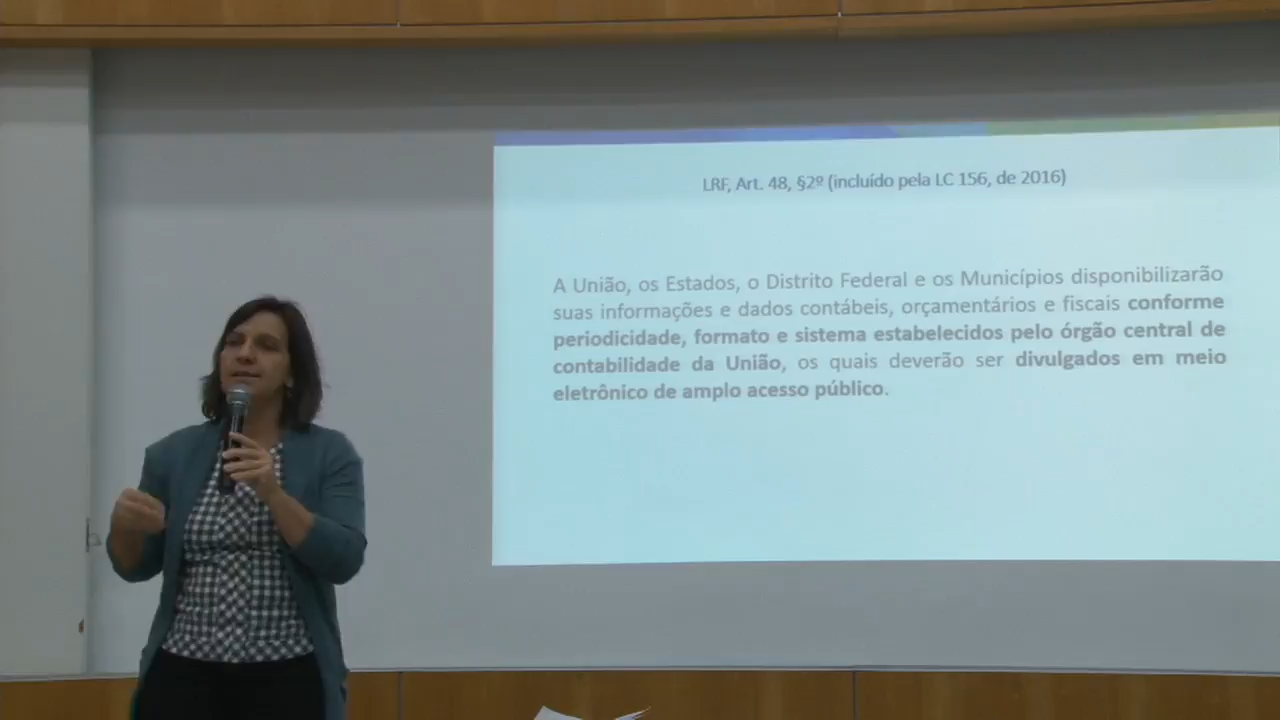 LRF, Art. 48, §2º (incluído pela LC 156, de 2016)
A União, os Estados, o Distrito Federal e os Municípios disponibilizarão
suas informações e dados contábeis, orçamentários e fiscais conforme
periodicidade, formato e sistema estabelecidos pelo órgão central de
contabilidade da União, os quais deverão ser divulgados em meio
eletrônico de amplo acesso público.